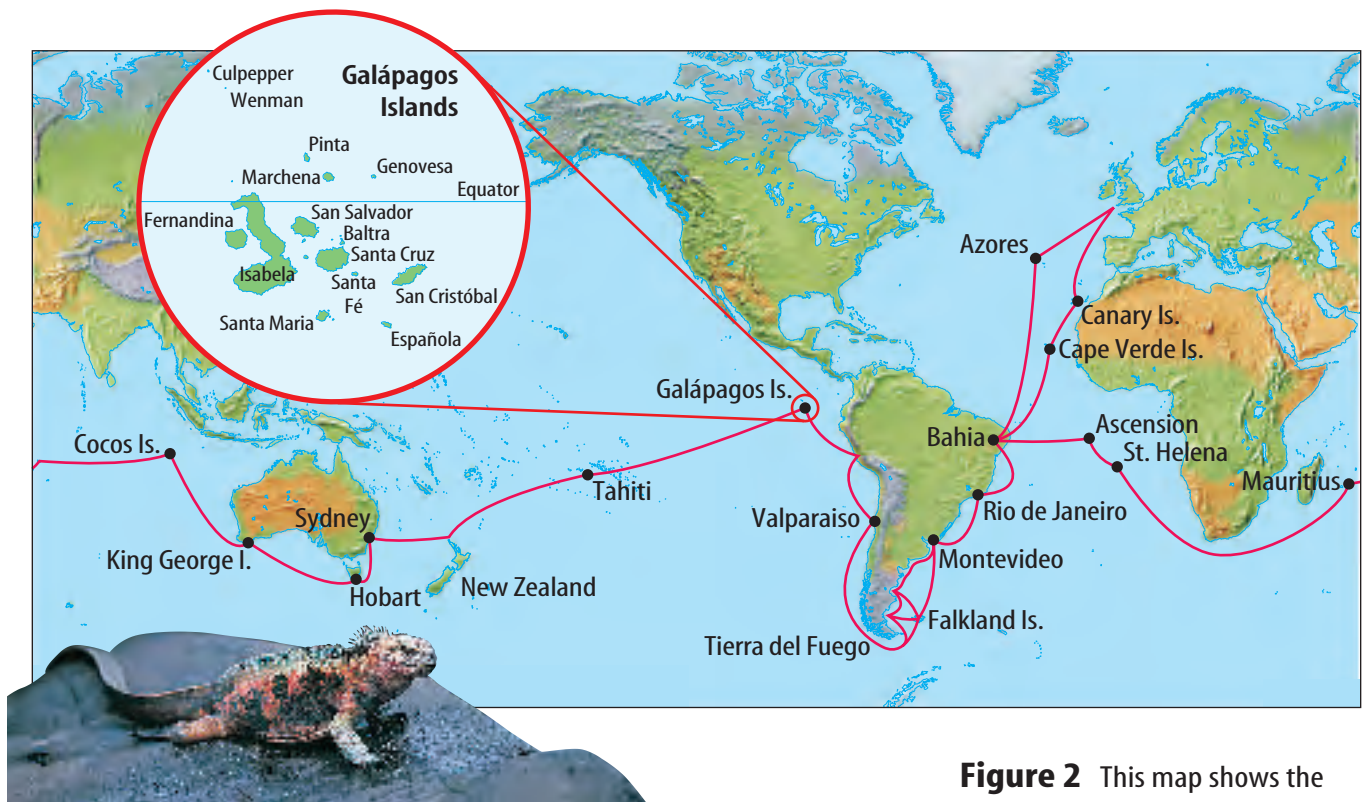 Culpepper
Wenman
Galápagos
Islands
Pinta
Marchena
Genovesa
Equator
Fernandina
San Salvador
Baltra
Santa Cruz
Isabela
Santa
Fé
San Cristóbal
Santa Maria
Española
Azores
Canary Is.
Cape Verde Is.
Galápagos Is.
Bahia
Ascension
St. Helena
Cocos Is.
Mauritius
Tahiti
Sydney
Valparaiso
Rio de Janeiro
King George I.
Montevideo
Hobart
New Zealand
Falkland Is.
Tierra del Fuego
Figure 2 This map shows the